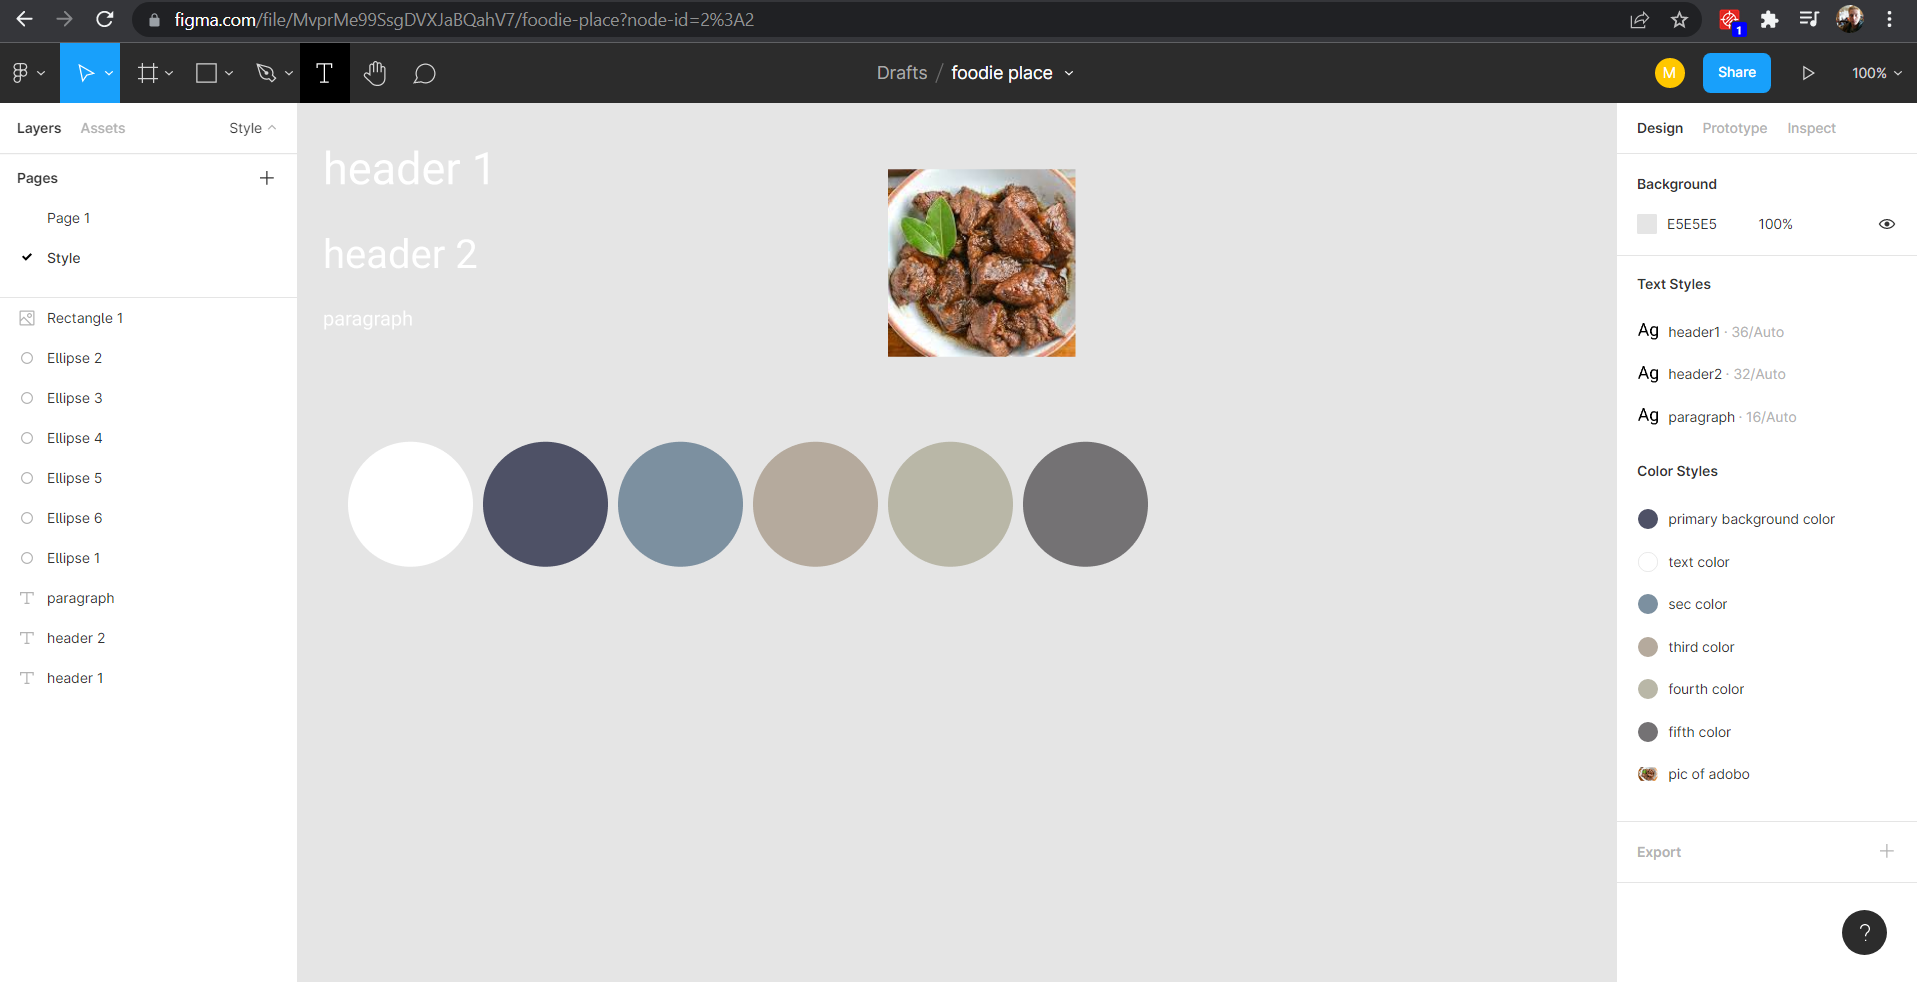 figma.com/file/MvprMe99SsgDVXJaBQahV7/foodie-place?node-id=2%3A2
1
T
Drafts / foodie place
M
Share
100%
Layers
Assets
Style
Pages
Page 1
Style
Rectangle 1
Ellipse 2
Ellipse 3
Ellipse 4
Ellipse 5
Ellipse 6
Ellipse 1
T paragraph
T header 2
T header 1
header 1
header 2
paragraph
Design
Prototype
Inspect
Background
E5E5E5 100%
Text Styles
Ag header1 · 36/Auto
Ag header2 · 32/Auto
Ag paragraph · 16/Auto
Color Styles
primary background color
text color
sec color
third color
fourth color
fifth color
pic of adobo
Export
?